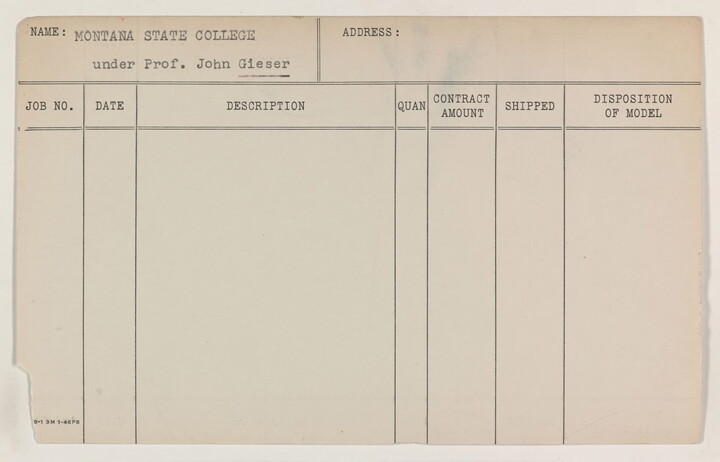 NAME: MONTANA STATE COLLEGE
under Prof. John Gieser
ADDRESS:
JOB NO. DATE DESCRIPTION QUAN CONTRACT AMOUNT SHIPPED DISPOSITION OF MODEL